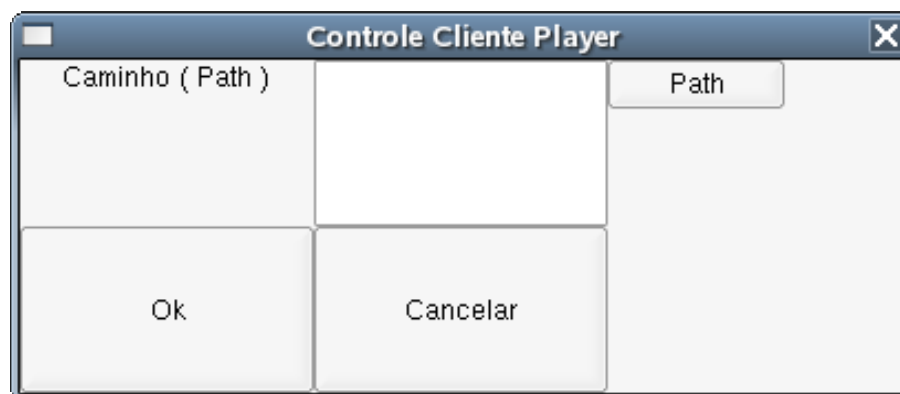 Controle Cliente Player
Caminho ( Path )
Path
Ok
Cancelar